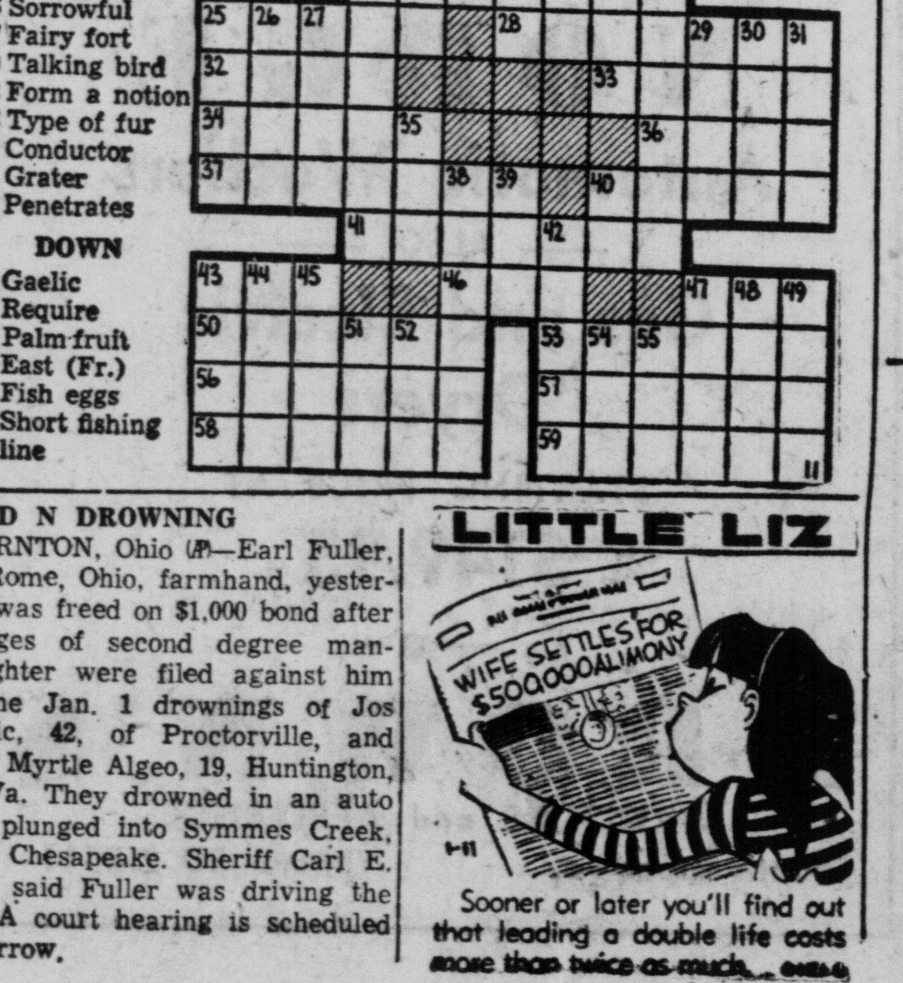 Sorrowful
Fairy fort
Talking bird
Form a notion
Type of fur
Conductor
Grater
Penetrates
DOWN
Gaelic
Require
Palm fruit
East (Fr.)
Fish eggs
Short fishing
line
25 26 27 28 29 30 31
32 33
34 35 36
37 38 39 40
41 42
43 44 45 46 47 48 49
50 51 52 53 54 55
56 57
58 59
11
D N DROWNING
RNTON, Ohio (AP)—Earl Fuller,
Rome, Ohio, farmhand, yester-
was freed on $1,000 bond after
ges of second degree man-
ghter were filed against him
he Jan. 1 drownings of Jos
ic, 42, of Proctorville, and
Myrtle Algeo, 19, Huntington,
Va. They drowned in an auto
plunged into Symmes Creek,
Chesapeake. Sheriff Carl E.
said Fuller was driving the
A court hearing is scheduled
rrow.
LITTLE LIZ
WIFE SETTLES FOR
$500,000 ALIMONY
1-11
Sooner or later you'll find out
that leading a double life costs
more than twice as much.